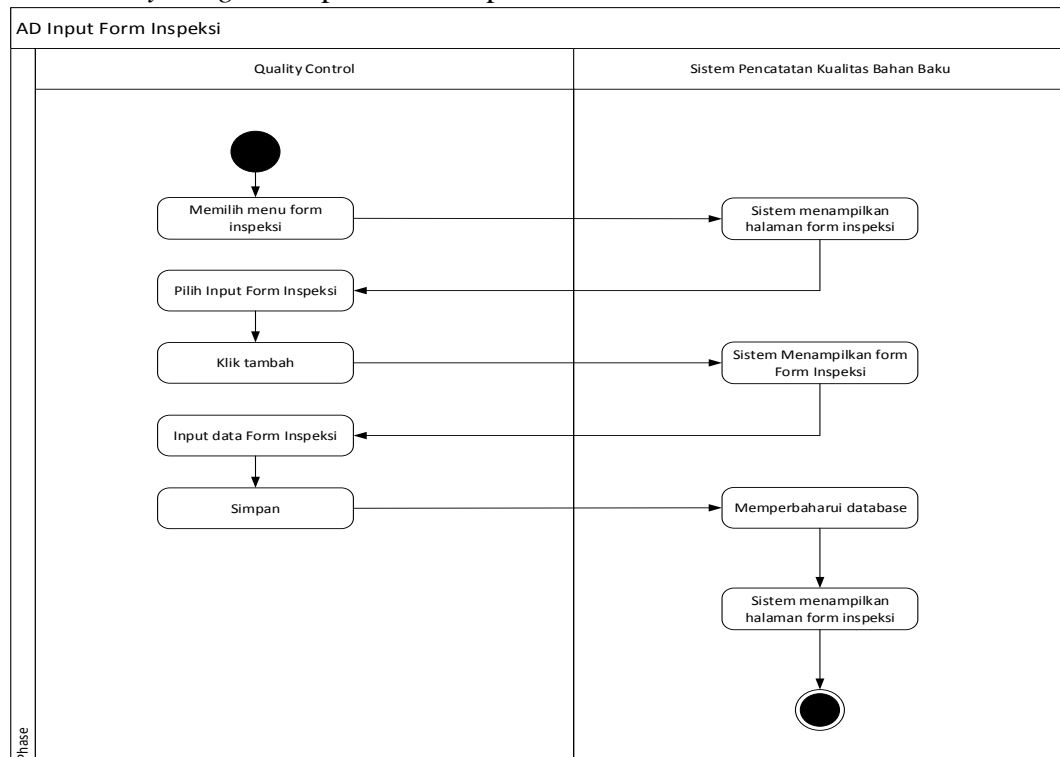 AD Input Form Inspeksi
Quality Control
Sistem Pencatatan Kualitas Bahan Baku
Memilih menu form
inspeksi
Sistem menampilkan
halaman form inspeksi
Pilih Input Form Inspeksi
Klik tambah
Sistem Menampilkan form
Form Inspeksi
Input data Form Inspeksi
Simpan
Memperbaharui database
Sistem menampilkan
halaman form inspeksi
Phase